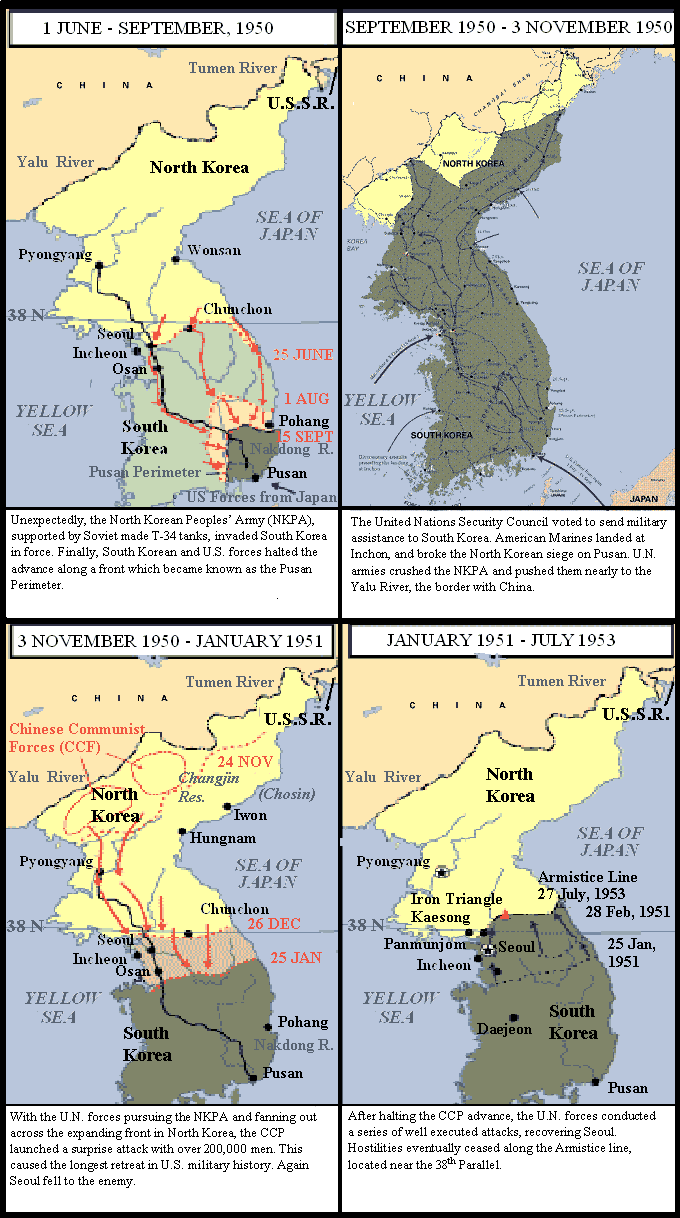 1 JUNE - SEPTEMBER, 1950
Tumen River
CHINA
U.S.S.R.
Yalu River
North Korea
SEA OF
JAPAN
Pyongyang
Wonsan
38 N
Chunchon
Seoul
Incheon
Osan
25 JUNE
1 AUG
YELLOW
SEA
South
Korea
Pohang
15 SEPT
Nakdong R.
Pusan Perimeter
Pusan
US Forces from Japan
Unexpectedly, the North Korean Peoples’ Army (NKPA),
supported by Soviet made T-34 tanks, invaded South Korea
in force. Finally, South Korean and U.S. forces halted the
advance along a front which became known as the Pusan
Perimeter.
SEPTEMBER 1950 - 3 NOVEMBER 1950
CHINA
NORTH KOREA
KOREA
BAY
SEA OF
JAPAN
YELLOW
SEA
SOUTH KOREA
JAPAN
The United Nations Security Council voted to send military
assistance to South Korea. American Marines landed at
Inchon, and broke the North Korean siege on Pusan. U.N.
armies crushed the NKPA and pushed them nearly to the
Yalu River, the border with China.
3 NOVEMBER 1950 - JANUARY 1951
Tumen River
CHINA
U.S.S.R.
Chinese Communist
Forces (CCF)
24 NOV
Yalu River
Changjin
Res.
(Chosin)
North
Korea
Iwon
Hungnam
Pyongyang
SEA OF
JAPAN
Chunchon
26 DEC
38 N
Seoul
Incheon
Osan
25 JAN
YELLOW
SEA
South
Korea
Pohang
Nakdong R.
Pusan
With the U.N. forces pursuing the NKPA and fanning out
across the expanding front in North Korea, the CCP
launched a surprise attack with over 200,000 men. This
caused the longest retreat in U.S. military history. Again
Seoul fell to the enemy.
JANUARY 1951 - JULY 1953
Tumen River
CHINA
U.S.S.R.
Yalu River
North
Korea
SEA OF
JAPAN
Pyongyang
Armistice Line
27 July, 1953
Iron Triangle
Kaesong
28 Feb, 1951
38 N
Panmunjom
Seoul
Incheon
25 Jan,
1951
YELLOW
SEA
South
Korea
Daejeon
Pusan
After halting the CCP advance, the U.N. forces conducted
a series of well executed attacks, recovering Seoul.
Hostilities eventually ceased along the Armistice line,
located near the 38th Parallel.